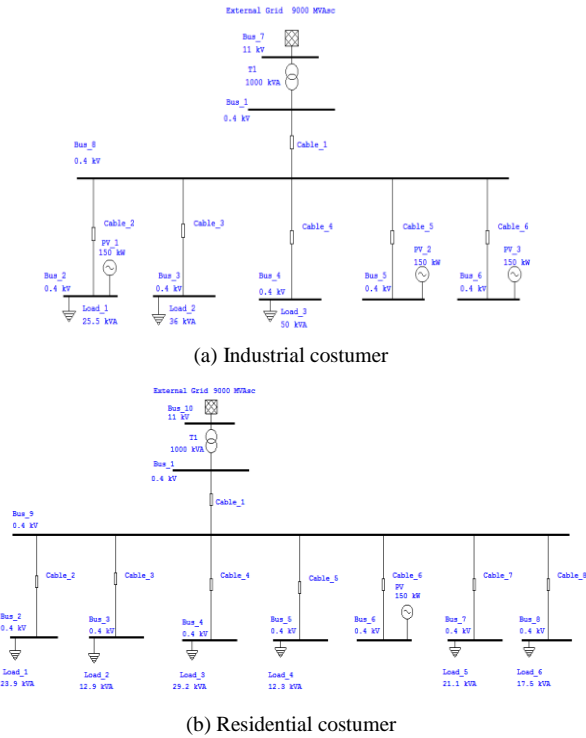 External Grid 9000 MVAsc
Bus_7
11 kV
T1
1000 kVA
Bus_1
0.4 kV
Cable_1
Bus_8
0.4 kV
Cable_2
Cable_3
Cable_4
Cable_5
Cable_6
PV_1
150 kW
PV_2
150 kW
PV_3
150 kW
Bus_2
0.4 kV
Bus_3
0.4 kV
Bus_4
0.4 kV
Bus_5
0.4 kV
Bus_6
0.4 kV
Load_1
25.5 kVA
Load_2
36 kVA
Load_3
50 kVA
(a) Industrial costumer
External Grid 9000 MVAsc
Bus_10
11 kV
T1
1000 kVA
Bus_1
0.4 kV
Cable_1
Bus_9
0.4 kV
Cable_2
Cable_3
Cable_4
Cable_5
Cable_6
Cable_7
Cable_8
PV
150 kW
Bus_2
0.4 kV
Bus_3
0.4 kV
Bus_4
0.4 kV
Bus_5
0.4 kV
Bus_6
0.4 kV
Bus_7
0.4 kV
Bus_8
0.4 kV
Load_1
23.9 kVA
Load_2
12.9 kVA
Load_3
29.2 kVA
Load_4
12.3 kVA
Load_5
21.1 kVA
Load_6
17.5 kVA
(b) Residential costumer